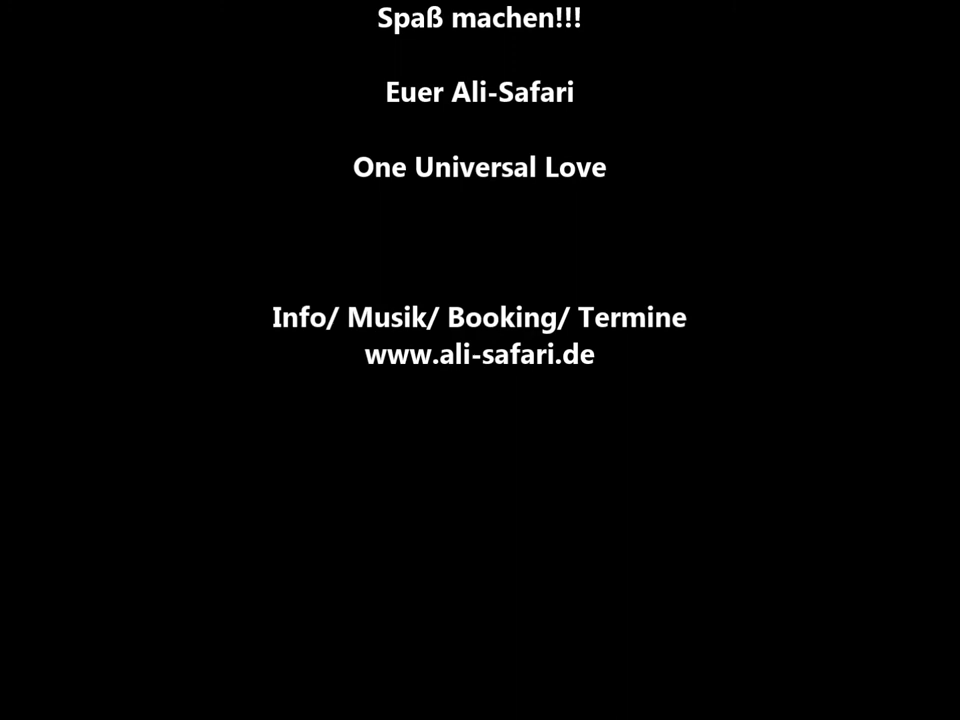 Spaß machen!!!
Euer Ali-Safari
One Universal Love
Info/ Musik/ Booking/ Termine
www.ali-safari.de